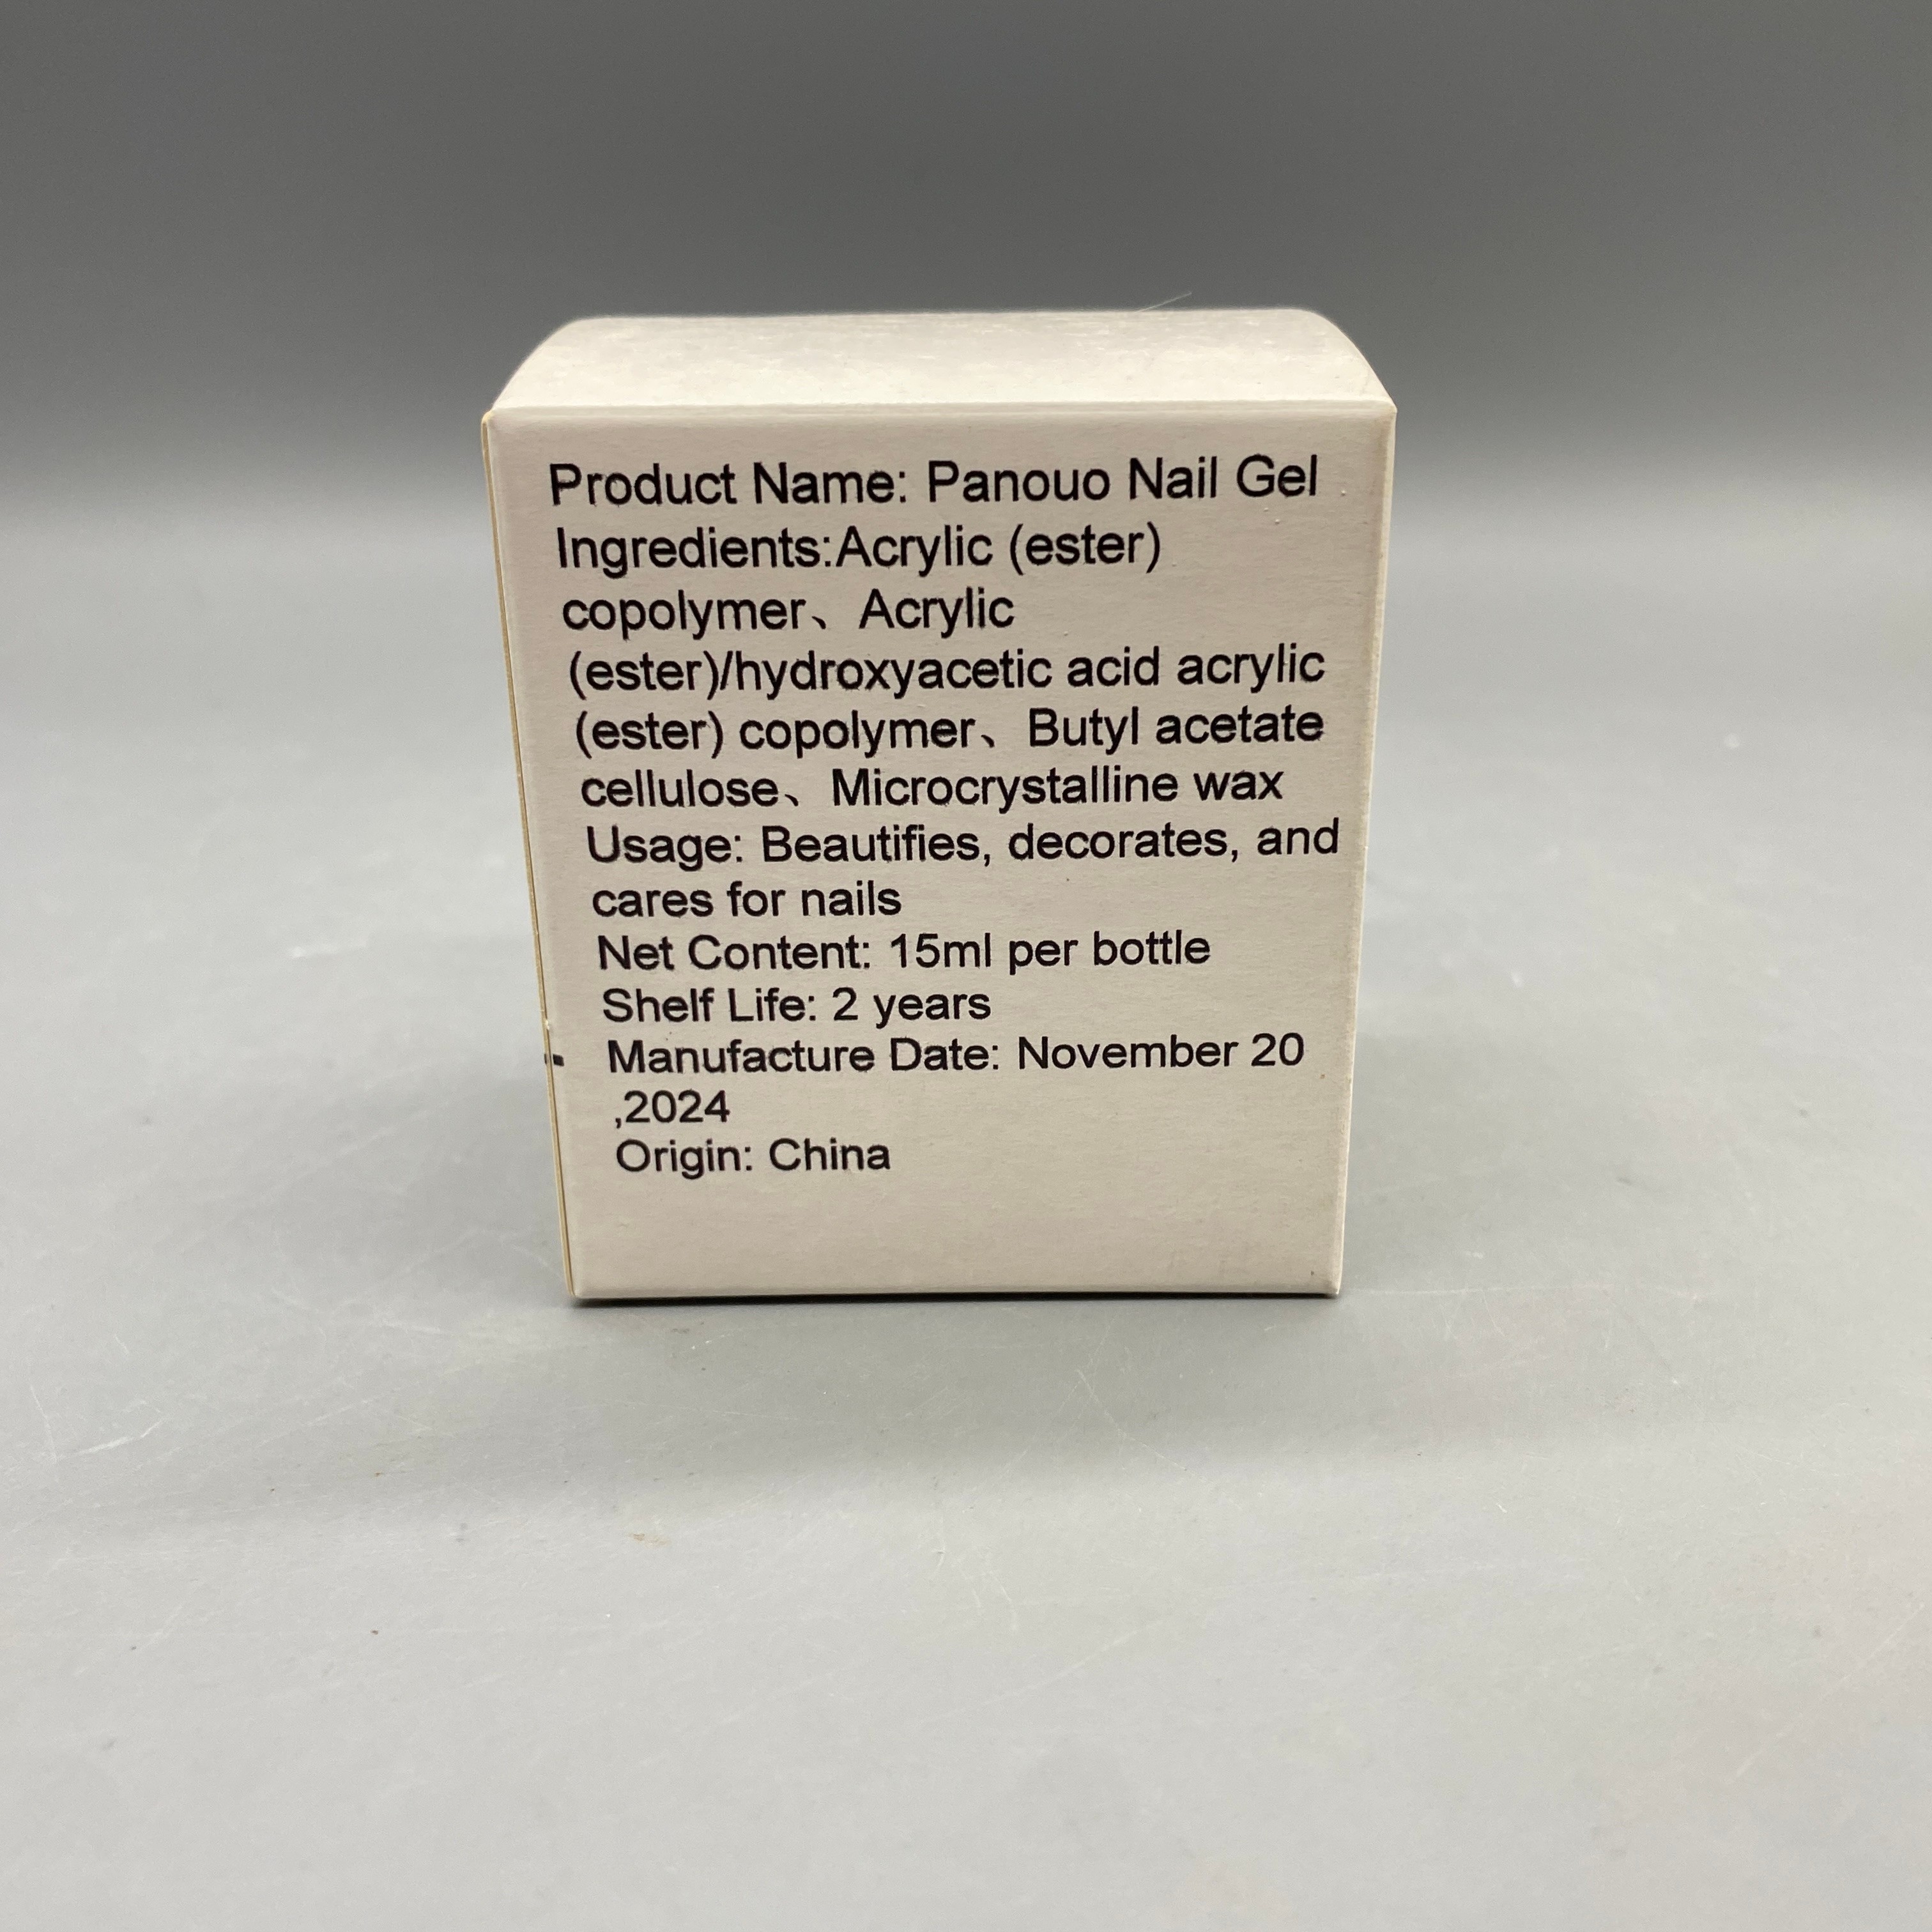 Product Name: Panouo Nail Gel
Ingredients:Acrylic (ester)
copolymer、Acrylic
(ester)/hydroxyacetic acid acrylic
(ester) copolymer、Butyl acetate
cellulose、Microcrystalline wax
Usage: Beautifies, decorates, and
cares for nails
Net Content: 15ml per bottle
Shelf Life: 2 years
Manufacture Date: November 20
,2024
Origin: China